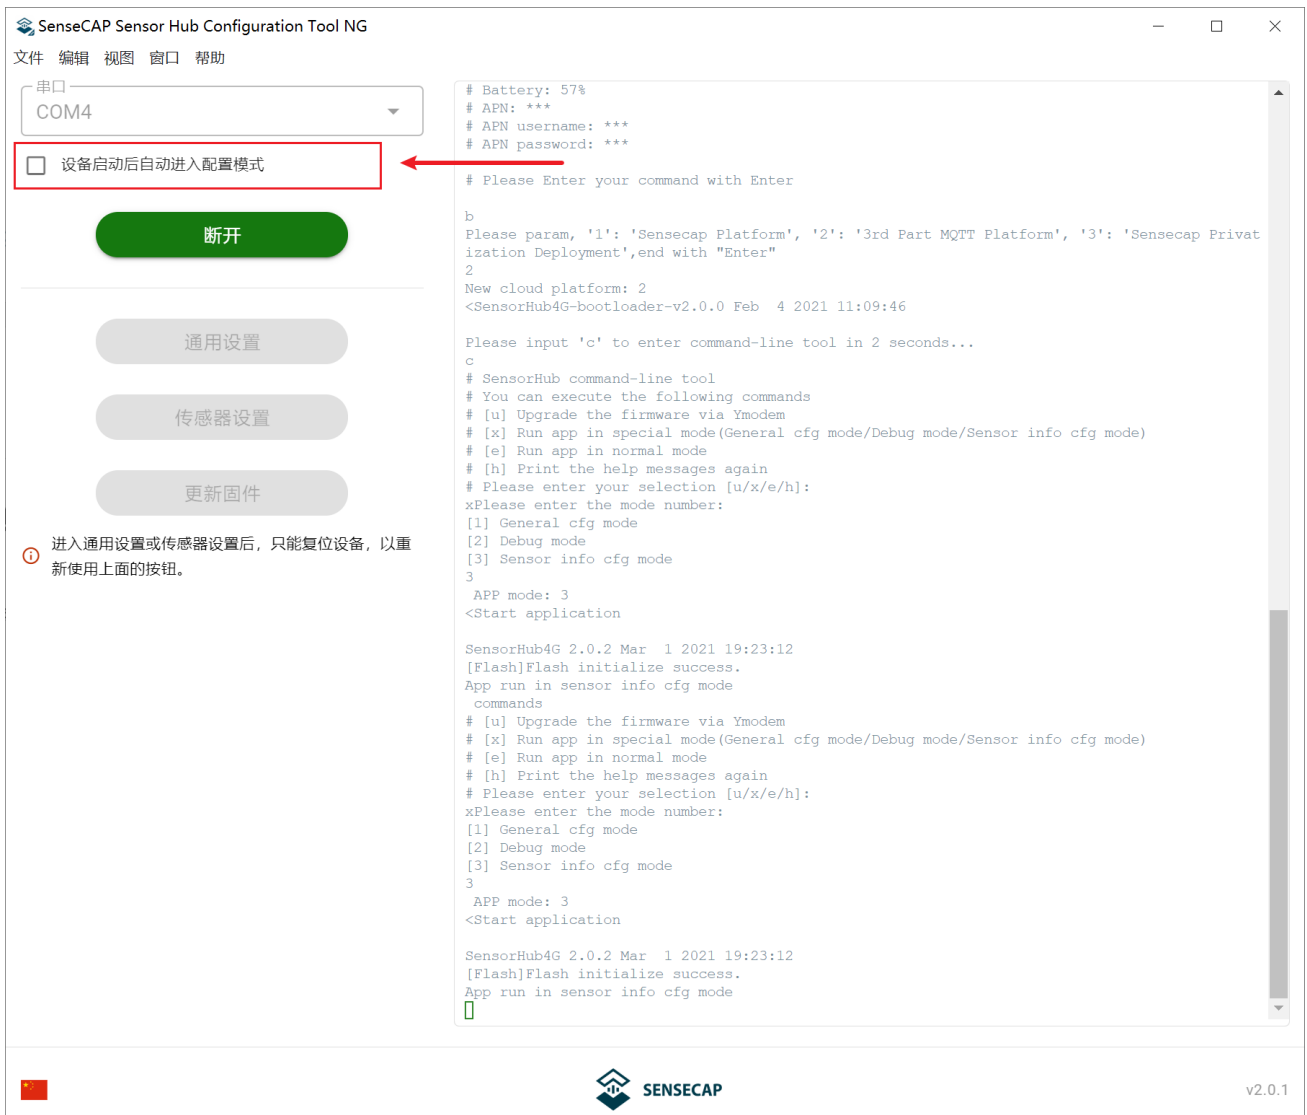 SenseCAP Sensor Hub Configuration Tool NG
文件 编辑 视图 窗口 帮助
串口
COM4
设备启动后自动进入配置模式
断开
通用设置
传感器设置
更新固件
进入通用设置或传感器设置后，只能复位设备，以重
新使用上面的按钮。
# Battery: 57%
# APN: ***
# APN username: ***
# APN password: ***
# Please Enter your command with Enter
b
Please param, '1': 'Sensecap Platform', '2': '3rd Part MQTT Platform', '3': 'Sensecap Privat
ization Deployment',end with "Enter"
2
New cloud platform: 2
<SensorHub4G-bootloader-v2.0.0 Feb  4 2021 11:09:46
Please input 'c' to enter command-line tool in 2 seconds...
c
# SensorHub command-line tool
# You can execute the following commands
# [u] Upgrade the firmware via Ymodem
# [x] Run app in special mode(General cfg mode/Debug mode/Sensor info cfg mode)
# [e] Run app in normal mode
# [h] Print the help messages again
# Please enter your selection [u/x/e/h]:
xPlease enter the mode number:
[1] General cfg mode
[2] Debug mode
[3] Sensor info cfg mode
3
APP mode: 3
<Start application
SensorHub4G 2.0.2 Mar  1 2021 19:23:12
[Flash]Flash initialize success.
App run in sensor info cfg mode
commands
# [u] Upgrade the firmware via Ymodem
# [x] Run app in special mode(General cfg mode/Debug mode/Sensor info cfg mode)
# [e] Run app in normal mode
# [h] Print the help messages again
# Please enter your selection [u/x/e/h]:
xPlease enter the mode number:
[1] General cfg mode
[2] Debug mode
[3] Sensor info cfg mode
3
APP mode: 3
<Start application
SensorHub4G 2.0.2 Mar  1 2021 19:23:12
[Flash]Flash initialize success.
App run in sensor info cfg mode
SENSECAP
v2.0.1